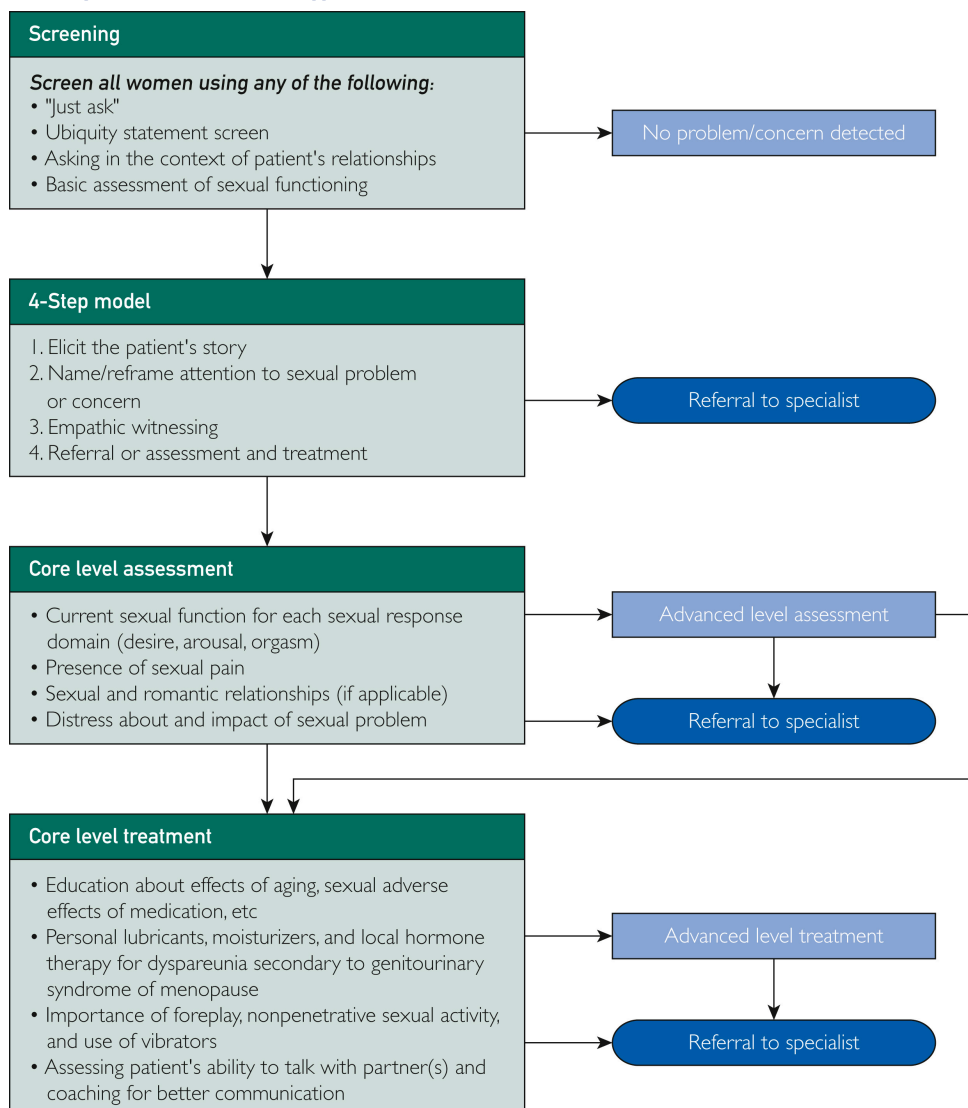 Screening
Screen all women using any of the following:
• "Just ask"
• Ubiquity statement screen
• Asking in the context of patient's relationships
• Basic assessment of sexual functioning
No problem/concern detected
4-Step model
1. Elicit the patient's story
2. Name/reframe attention to sexual problem
or concern
3. Empathic witnessing
4. Referral or assessment and treatment
Referral to specialist
Core level assessment
• Current sexual function for each sexual response
domain (desire, arousal, orgasm)
• Presence of sexual pain
• Sexual and romantic relationships (if applicable)
• Distress about and impact of sexual problem
Advanced level assessment
Referral to specialist
Core level treatment
• Education about effects of aging, sexual adverse
effects of medication, etc
• Personal lubricants, moisturizers, and local hormone
therapy for dyspareunia secondary to genitourinary
syndrome of menopause
• Importance of foreplay, nonpenetrative sexual activity,
and use of vibrators
• Assessing patient's ability to talk with partner(s) and
coaching for better communication
Advanced level treatment
Referral to specialist